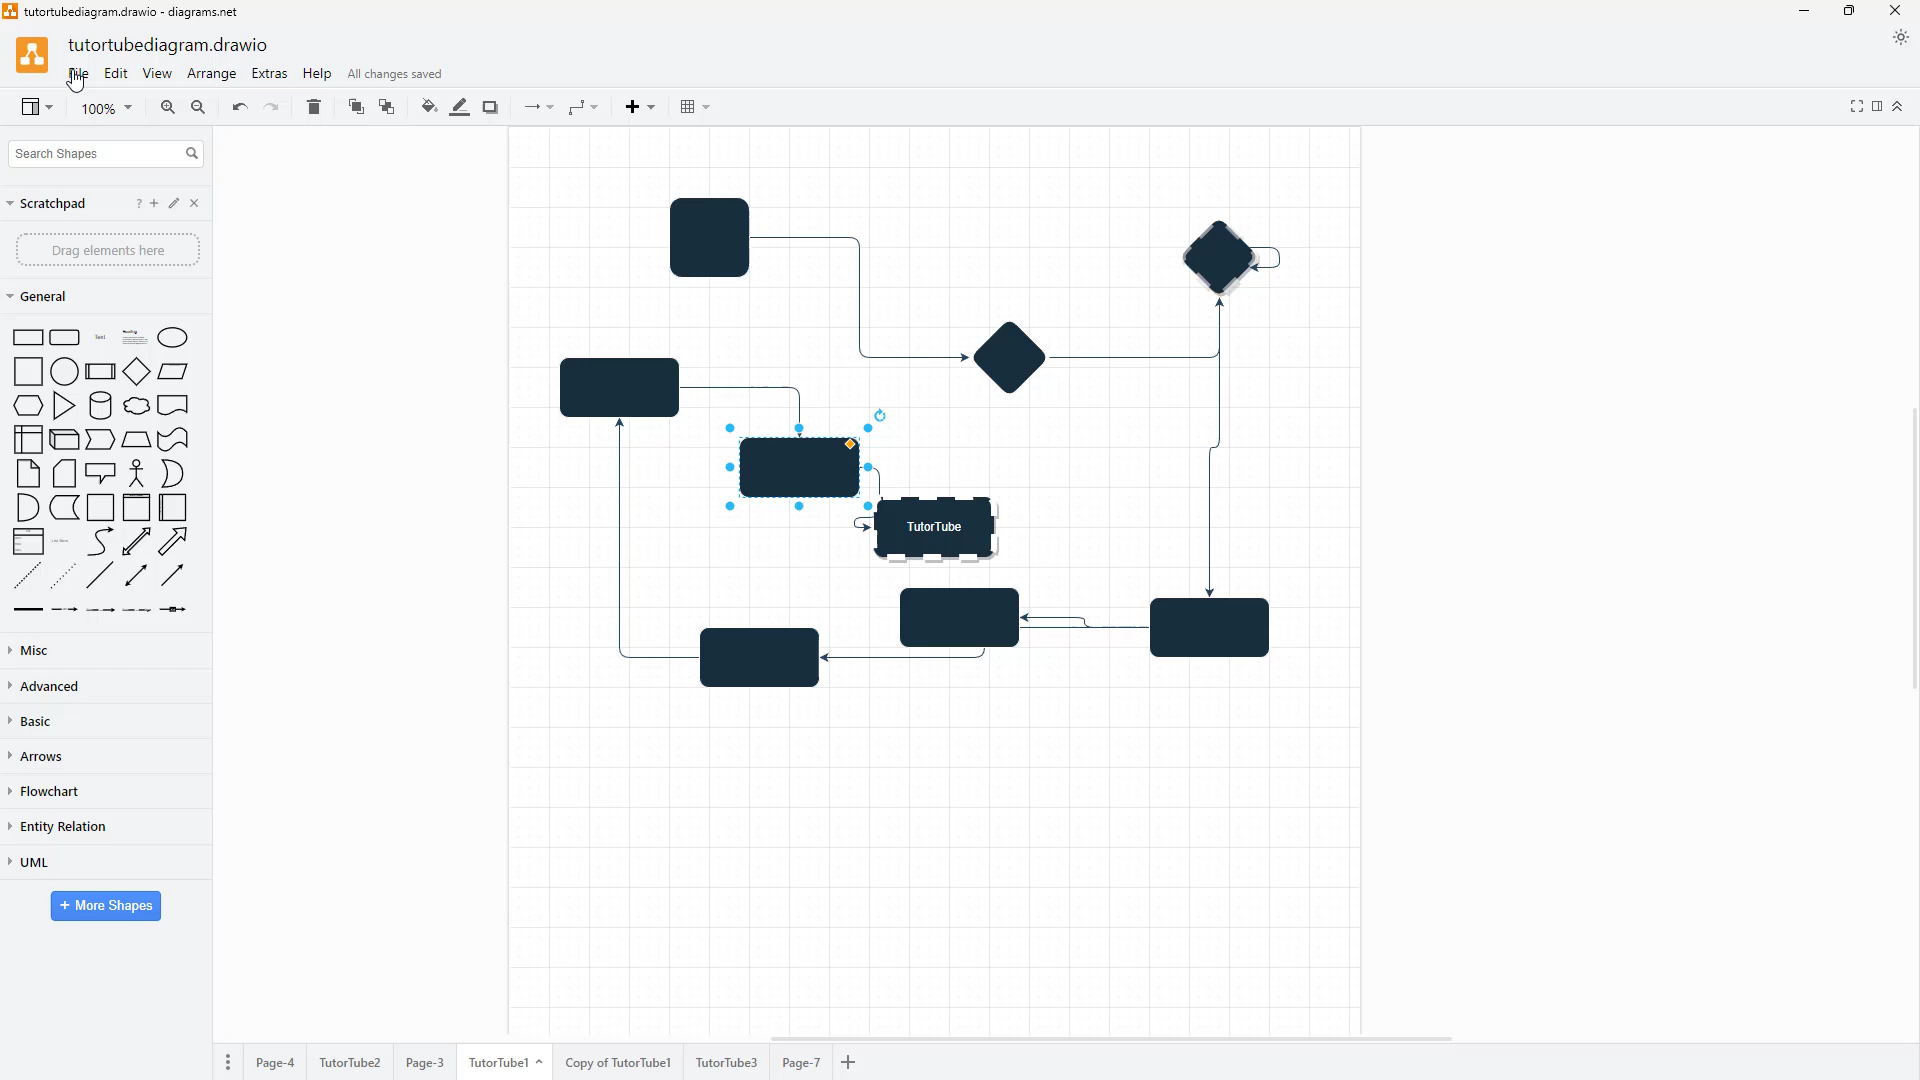 tutortubediagram.drawio - diagrams.net
tutortubediagram.drawio
File Edit View Arrange Extras Help All changes saved
100%
Search Shapes
Scratchpad ?
Drag elements here
General
Text
Heading
Misc
Advanced
Basic
Arrows
Flowchart
Entity Relation
UML
+ More Shapes
TutorTube
Page-4 TutorTube2 Page-3 TutorTube1 Copy of TutorTube1 TutorTube3 Page-7